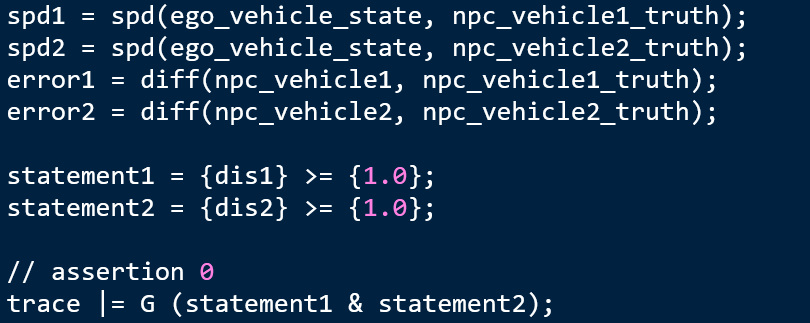 spd1 = spd(ego_vehicle_state, npc_vehicle1_truth);
spd2 = spd(ego_vehicle_state, npc_vehicle2_truth);
error1 = diff(npc_vehicle1, npc_vehicle1_truth);
error2 = diff(npc_vehicle2, npc_vehicle2_truth);
statement1 = {dis1} >= {1.0};
statement2 = {dis2} >= {1.0};
// assertion 0
trace |= G (statement1 & statement2);